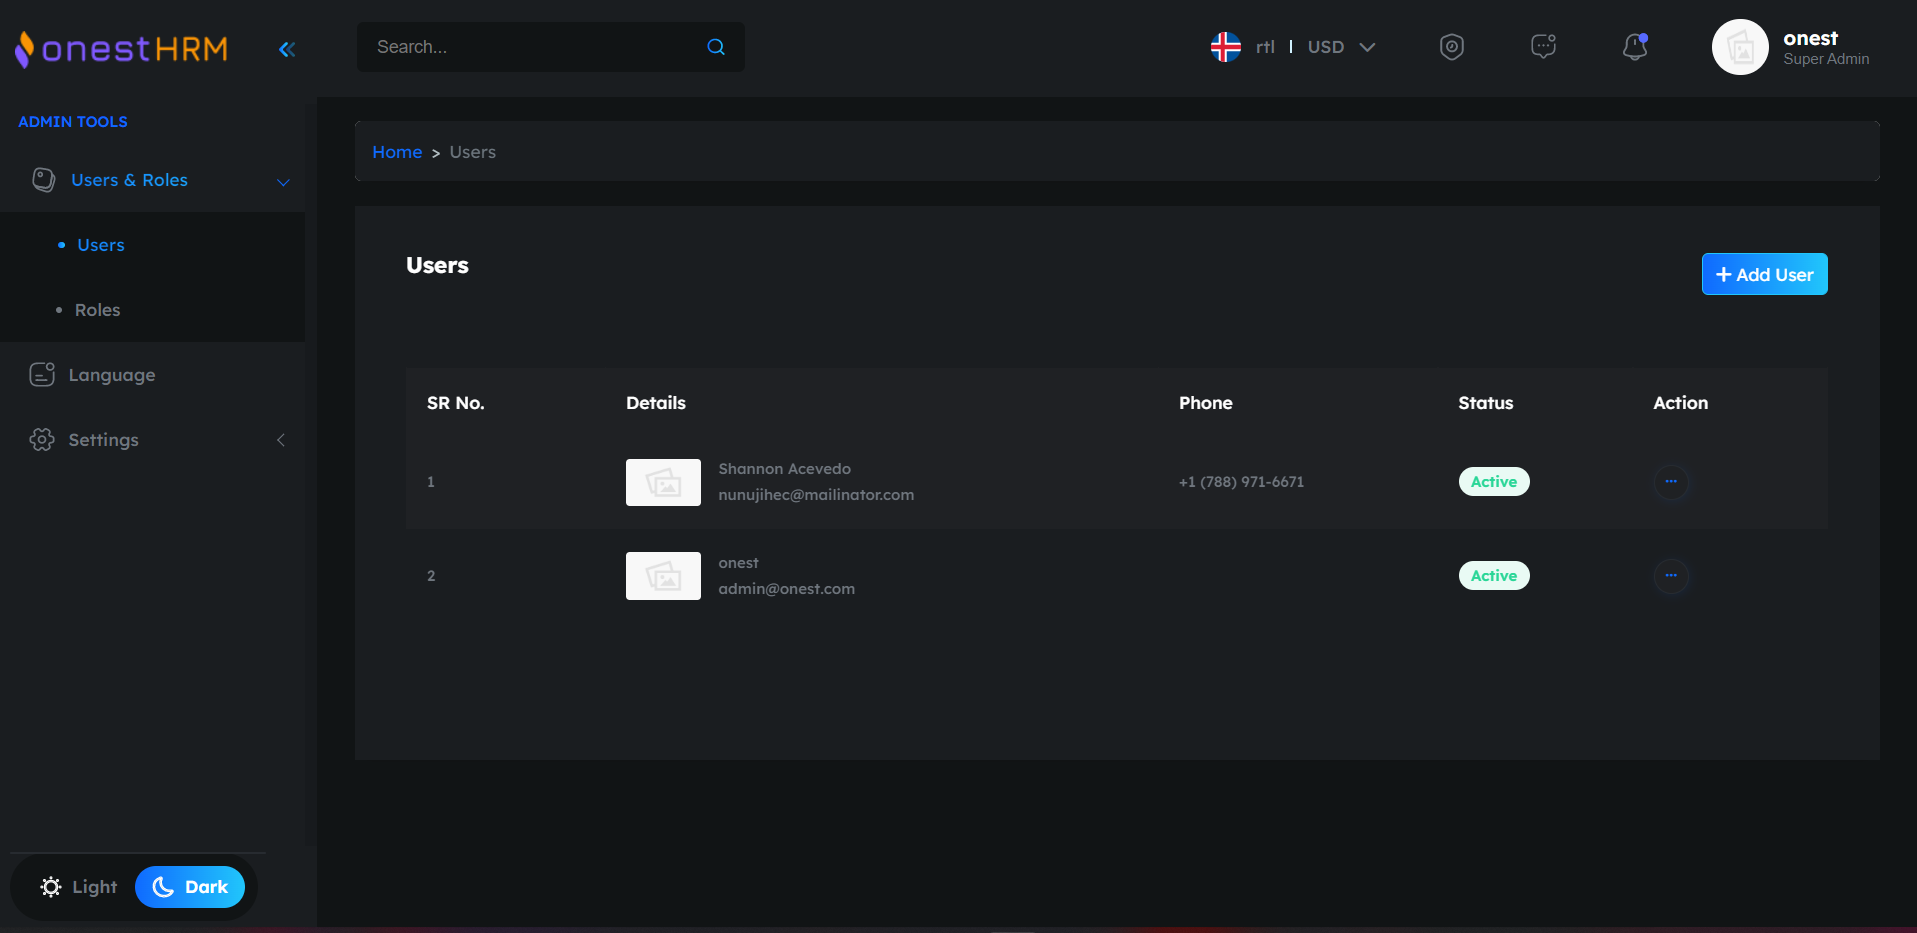 onestHRM
Search...
rtl | USD
onest
Super Admin
ADMIN TOOLS
Users & Roles
Users
Roles
Language
Settings
Light
Dark
Home > Users
Users
+ Add User
SR No. Details Phone Status Action
1 Shannon Acevedo +1 (788) 971-6671 Active ...
nunujihec@mailinator.com
2 onest Active ...
admin@onest.com